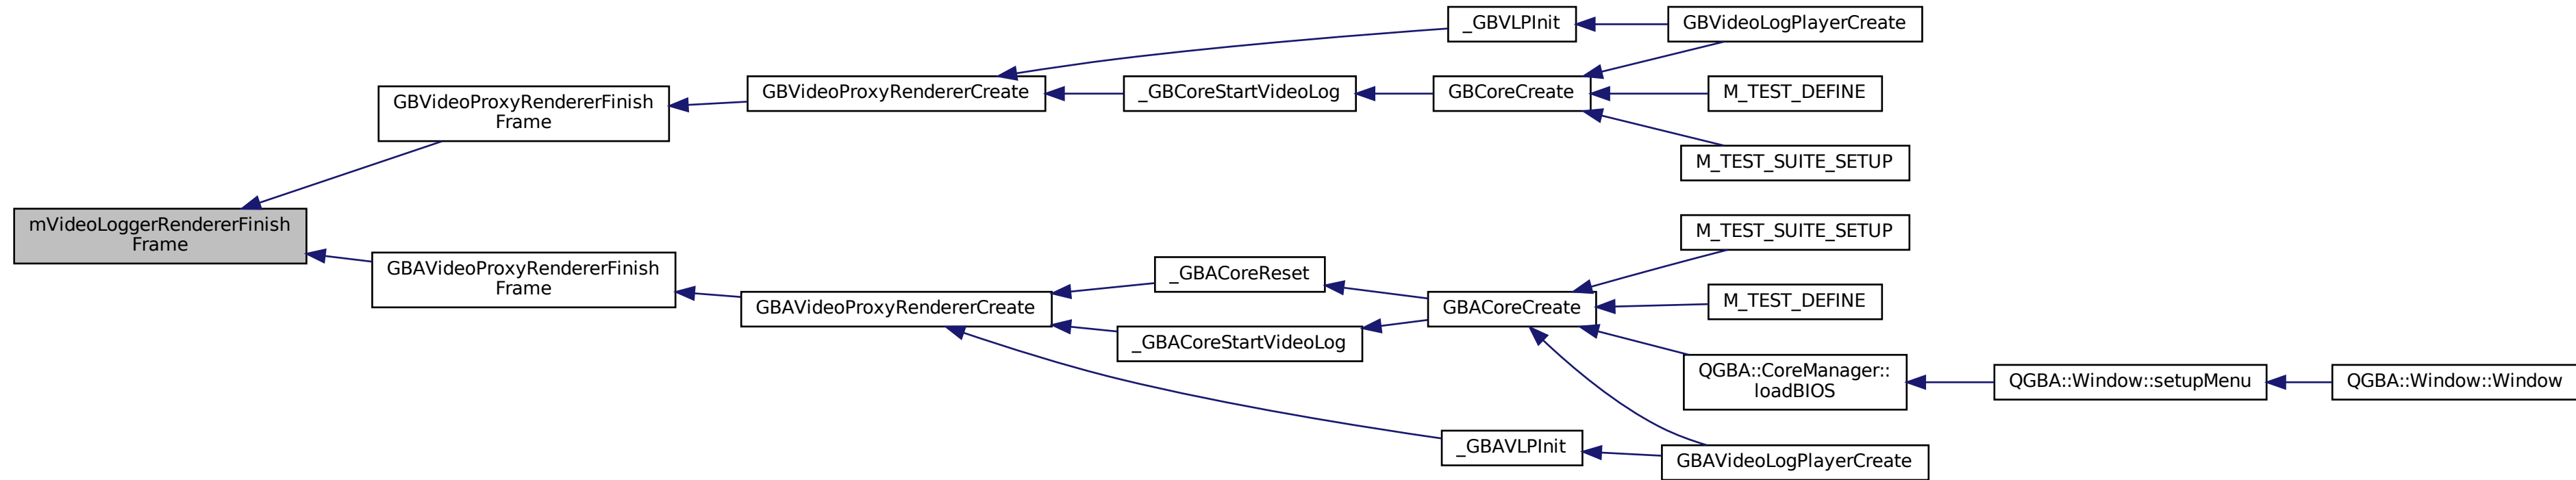 mVideoLoggerRendererFinish
Frame
GBVideoProxyRendererFinish
Frame
GBVideoProxyRendererCreate
_GBVLPInit
GBVideoLogPlayerCreate
_GBCoreStartVideoLog
GBCoreCreate
M_TEST_DEFINE
M_TEST_SUITE_SETUP
GBAVideoProxyRendererFinish
Frame
GBAVideoProxyRendererCreate
_GBACoreReset
_GBACoreStartVideoLog
GBACoreCreate
M_TEST_SUITE_SETUP
M_TEST_DEFINE
QGBA::CoreManager::
loadBIOS
QGBA::Window::setupMenu
QGBA::Window::Window
_GBAVLPInit
GBAVideoLogPlayerCreate